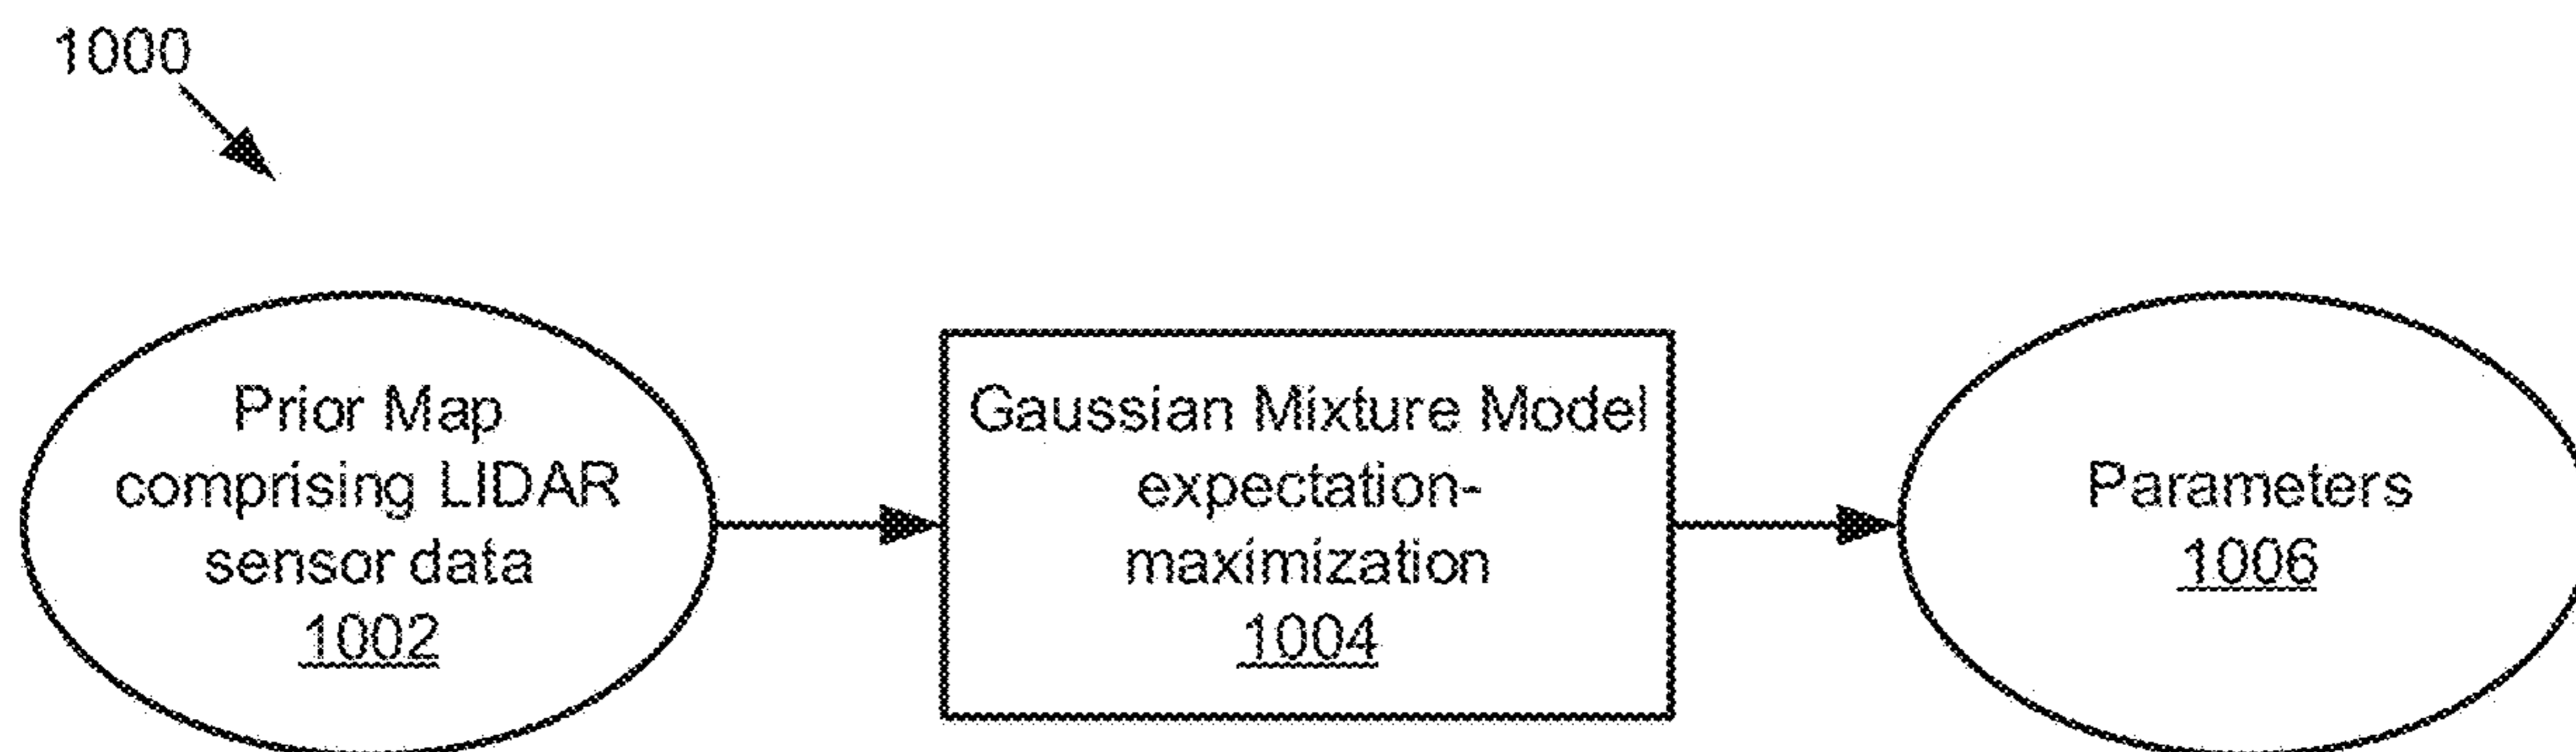 1000
Prior Map
comprising LIDAR
sensor data
1002
Gaussian Mixture Model
expectation-
maximization
1004
Parameters
1006